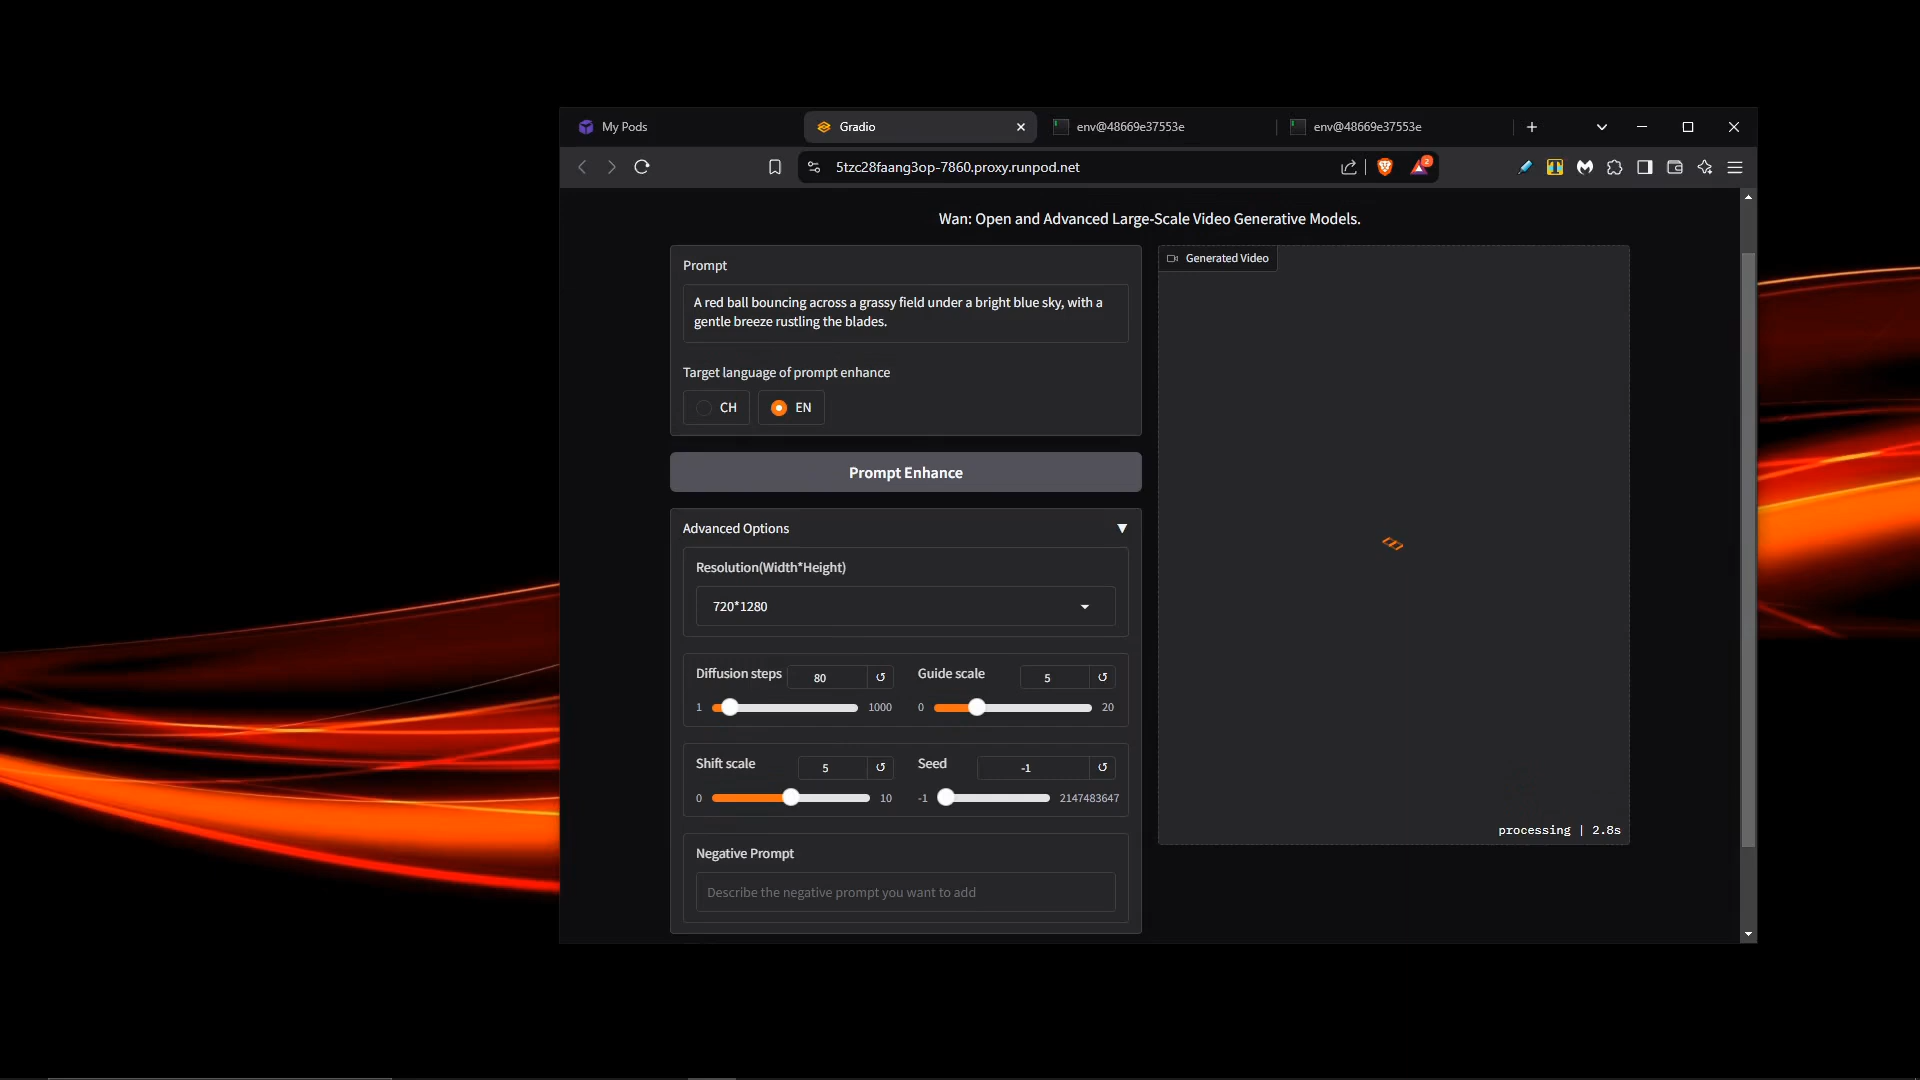 My Pods
Gradio
env@48669e37553e
env@48669e37553e
5tzc28faang3op-7860.proxy.runpod.net
2
Wan: Open and Advanced Large-Scale Video Generative Models.
Prompt
A red ball bouncing across a grassy field under a bright blue sky, with a
gentle breeze rustling the blades.
Target language of prompt enhance
CH
EN
Prompt Enhance
Advanced Options
Resolution(Width*Height)
720*1280
Diffusion steps
80
1
1000
Guide scale
5
0
20
Shift scale
5
0
10
Seed
-1
-1
2147483647
Negative Prompt
Describe the negative prompt you want to add
Generated Video
processing | 2.8s